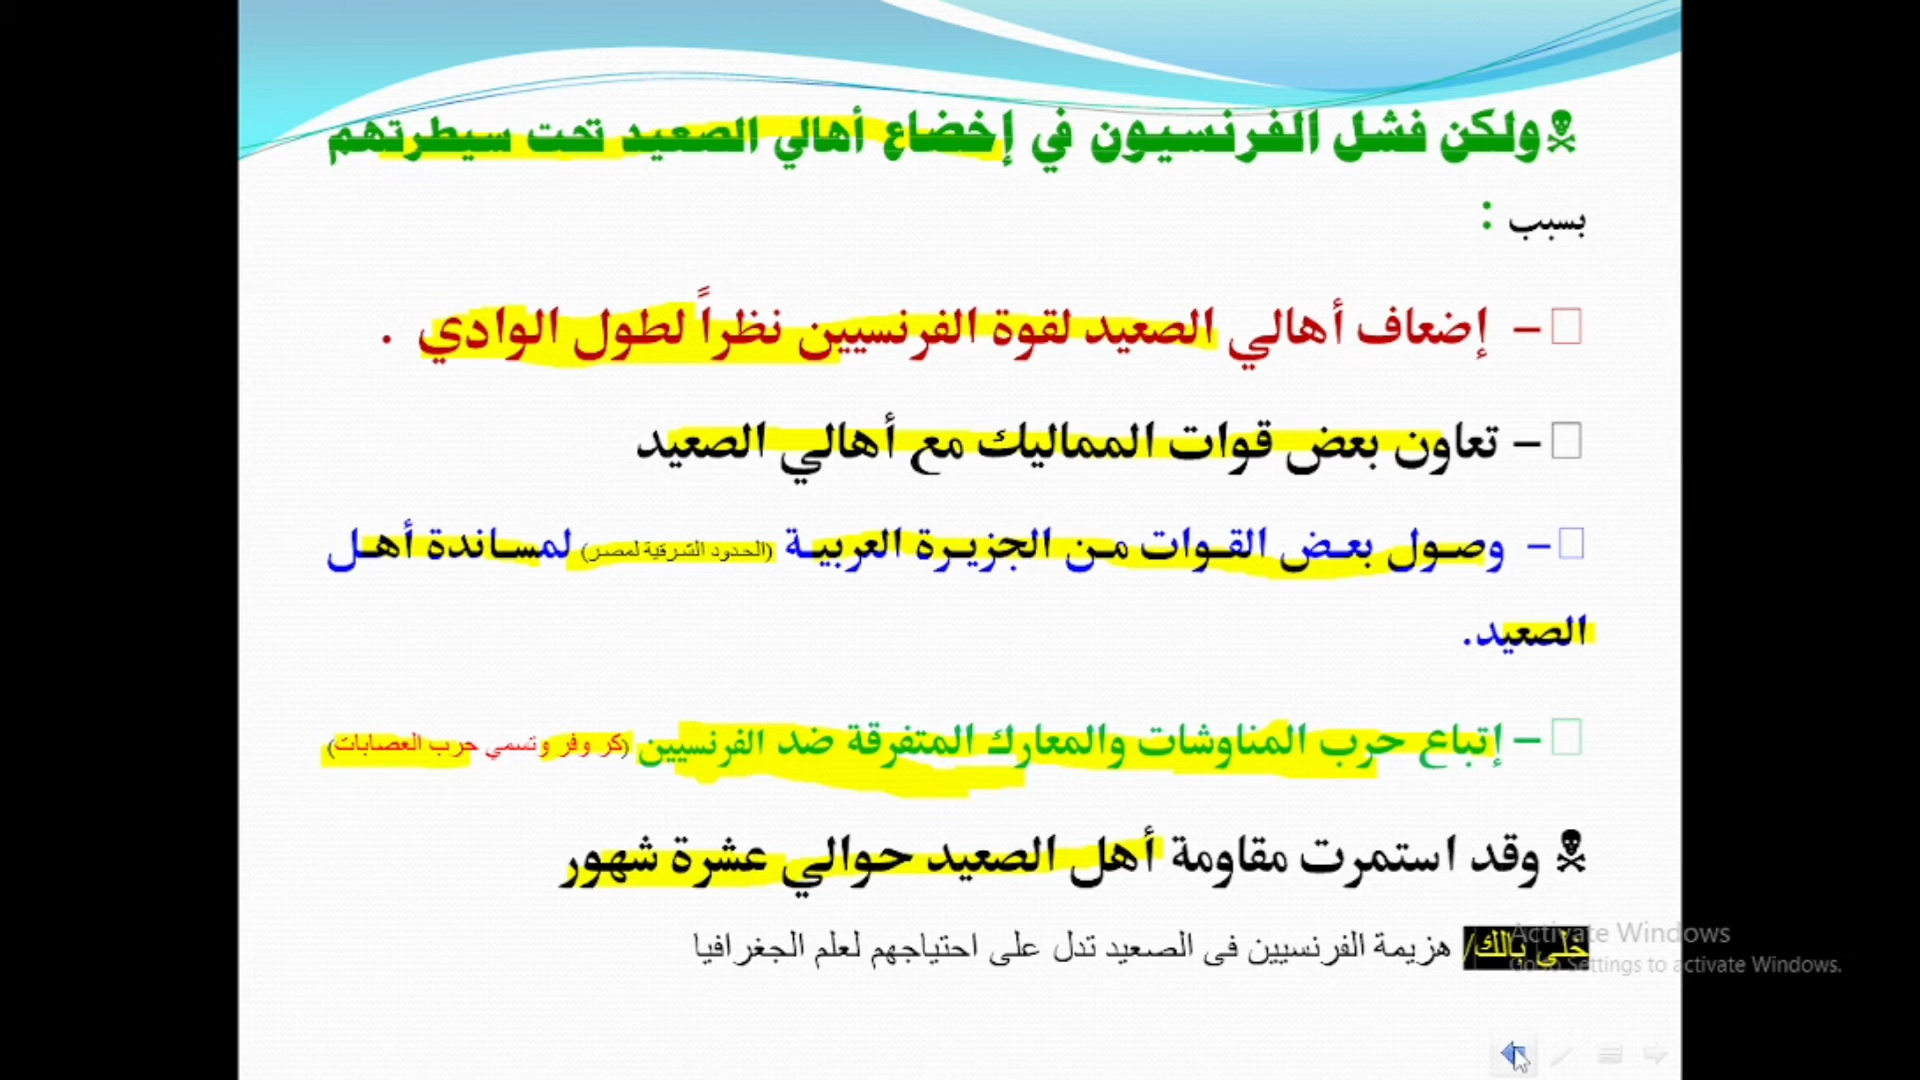 ولكن فشل الفرنسيون في إخضاع أهالي الصعيد تحت سيطرتهم
بسبب :
– إضعاف أهالي الصعيد لقوة الفرنسيين نظراً لطول الوادي .
– تعاون بعض قوات المماليك مع أهالي الصعيد
– وصول بعض القوات من الجزيرة العربية (الحدود الشرقية لمصر) لمساندة أهل
الصعيد.
– إتباع حرب المناوشات والمعارك المتفرقة ضد الفرنسيين (كر وفر وتسمي حرب العصابات)
وقد استمرت مقاومة أهل الصعيد حوالي عشرة شهور
خلى بالك/ هزيمة الفرنسيين فى الصعيد تدل على احتياجهم لعلم الجغرافيا
Activate Windows
Go to Settings to activate Windows.